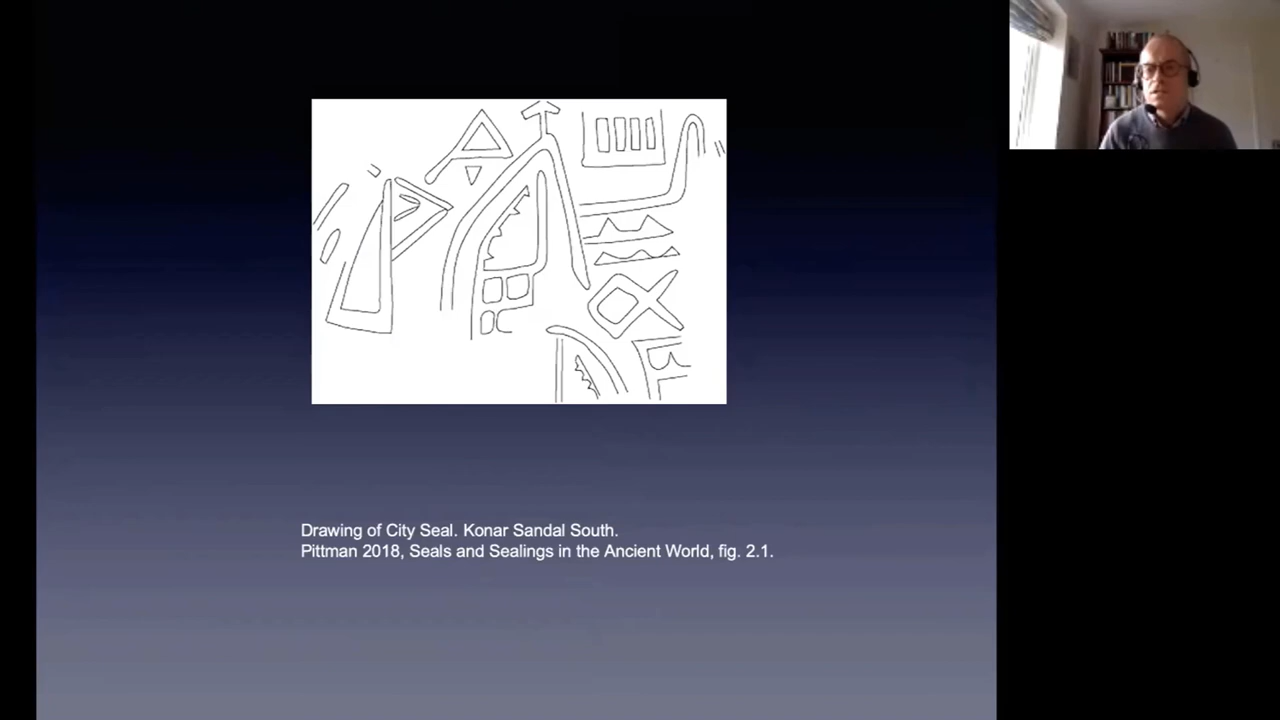 Drawing of City Seal. Konar Sandal South.
Pittman 2018, Seals and Sealings in the Ancient World, fig. 2.1.